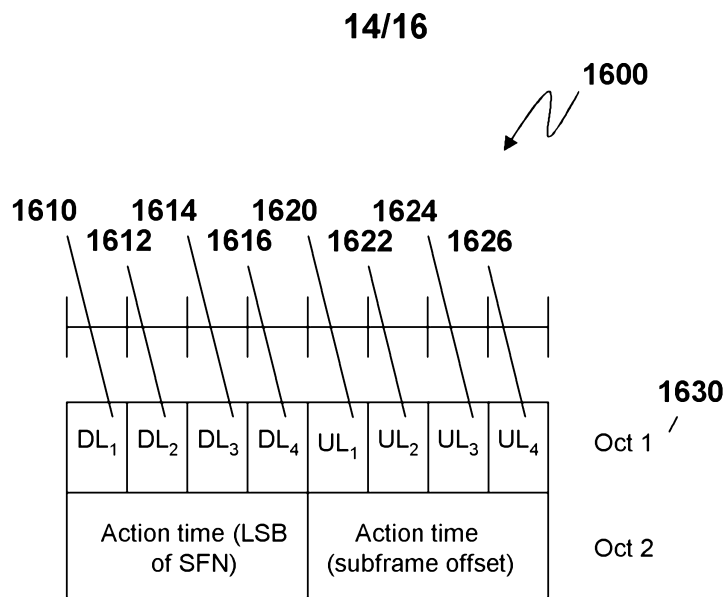 14/16
1600
1610 1614 1620 1624
1612 1616 1622 1626
1630
DL1 DL2 DL3 DL4 UL1 UL2 UL3 UL4 Oct 1
Action time (LSB of SFN) Action time (subframe offset) Oct 2